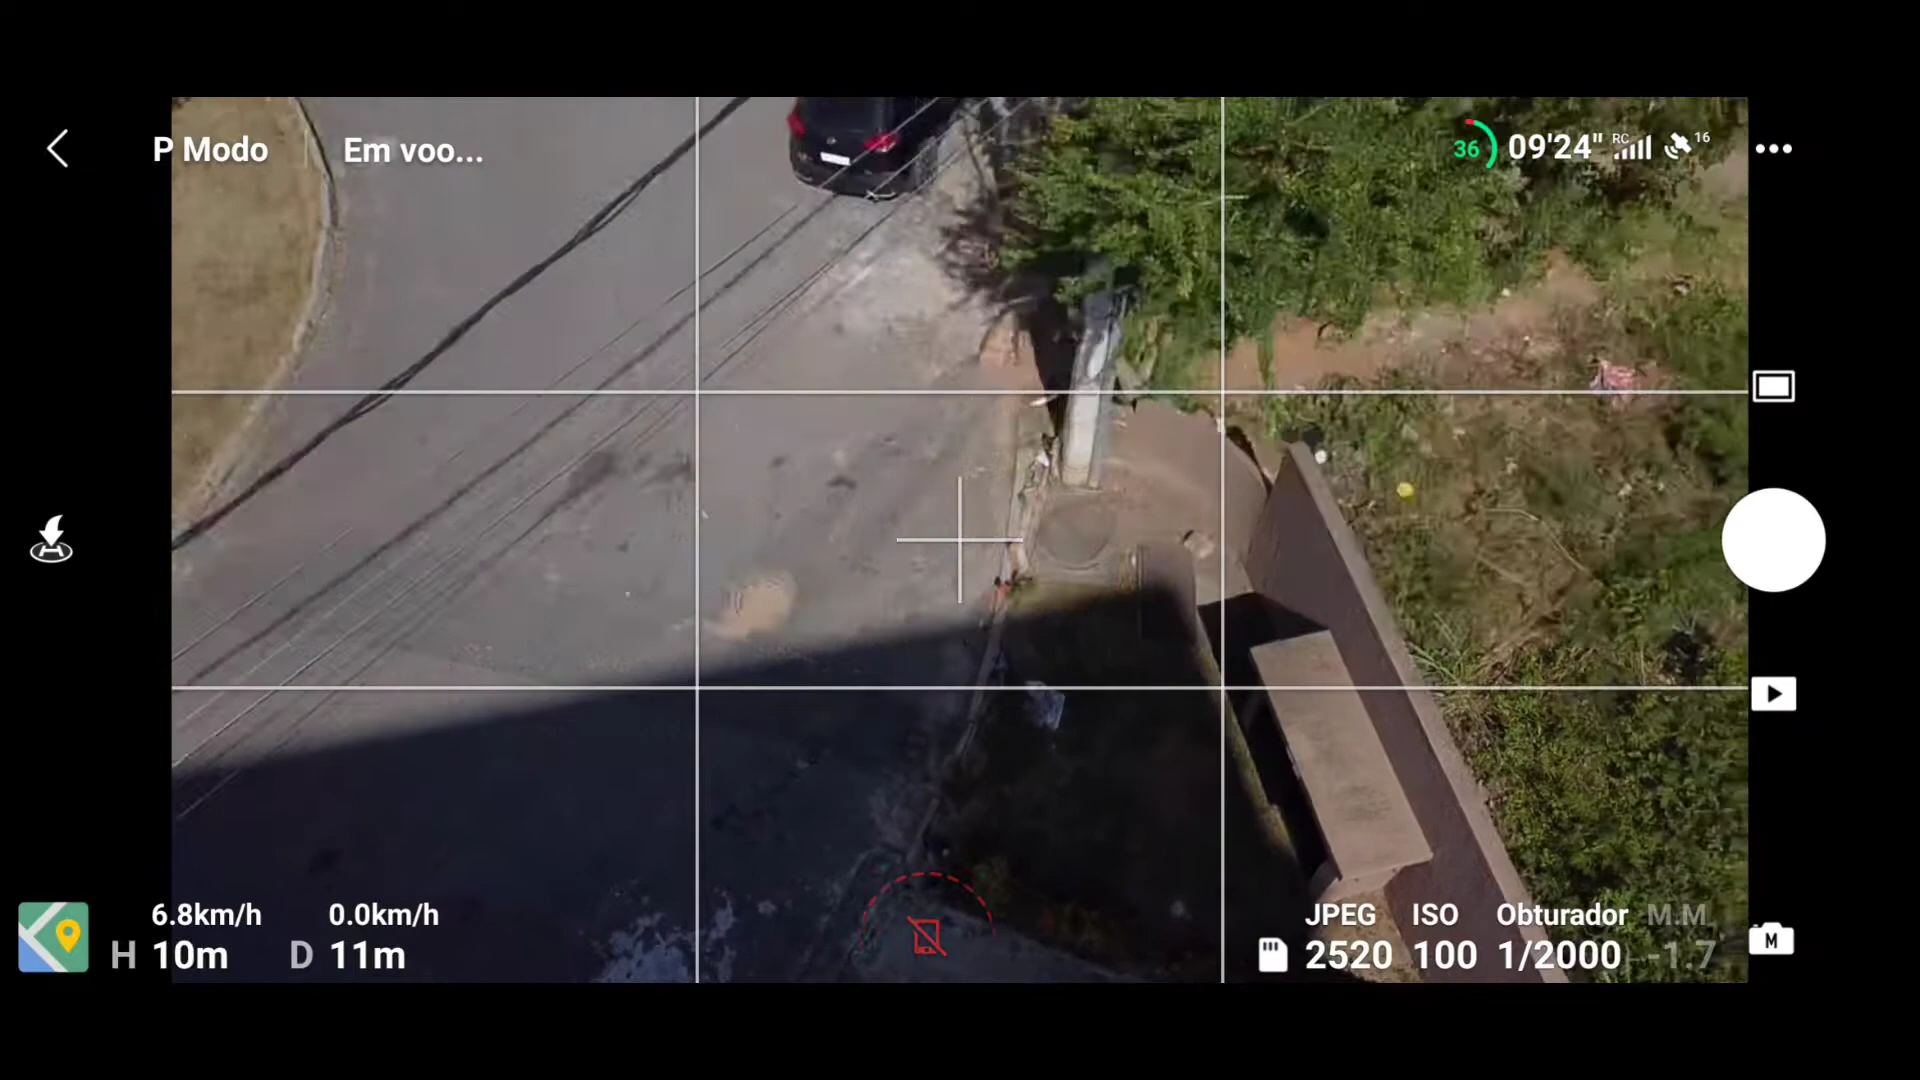 P Modo
Em voo...
36
09'24"
RC
16
6.8km/h
0.0km/h
H 10m
D 11m
JPEG
2520
ISO
100
Obturador
1/2000
M.M.
-1.7
M